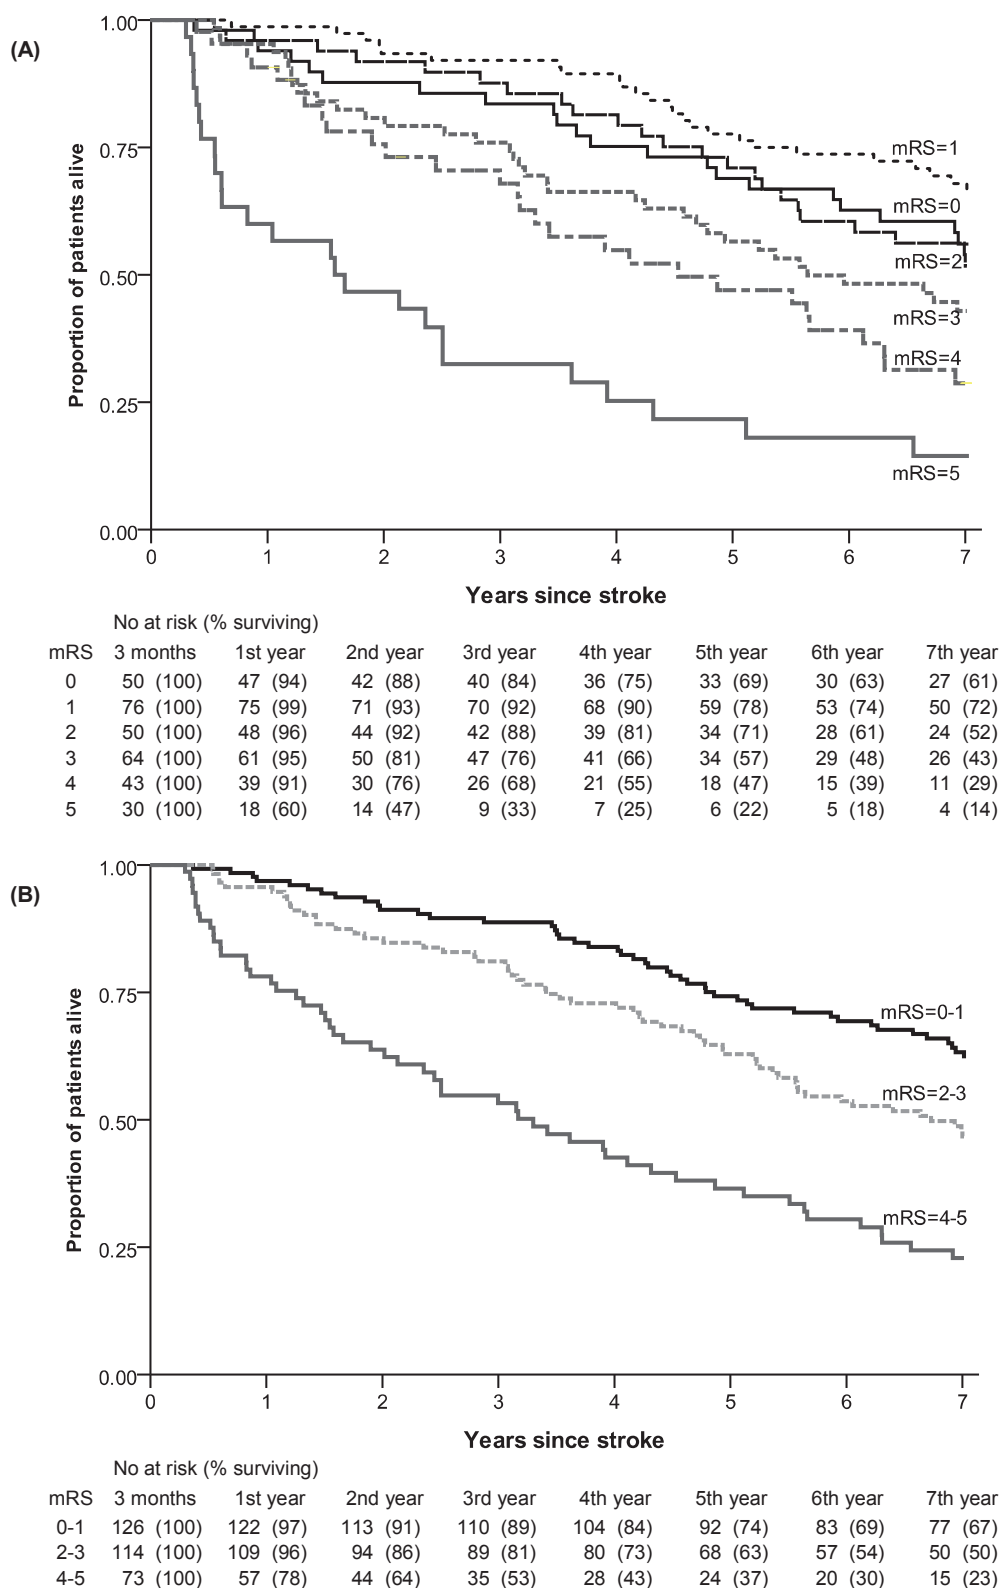 (A)
1.00
0.75
0.50
0.25
0.00
Proportion of patients alive
mRS=1
mRS=0
mRS=2
mRS=3
mRS=4
mRS=5
0 1 2 3 4 5 6 7
Years since stroke
No at risk (% surviving)
mRS 3 months 1st year 2nd year 3rd year 4th year 5th year 6th year 7th year
0 50 (100) 47 (94) 42 (88) 40 (84) 36 (75) 33 (69) 30 (63) 27 (61)
1 76 (100) 75 (99) 71 (93) 70 (92) 68 (90) 59 (78) 53 (74) 50 (72)
2 50 (100) 48 (96) 44 (92) 42 (88) 39 (81) 34 (71) 28 (61) 24 (52)
3 64 (100) 61 (95) 50 (81) 47 (76) 41 (66) 34 (57) 29 (48) 26 (43)
4 43 (100) 39 (91) 30 (76) 26 (68) 21 (55) 18 (47) 15 (39) 11 (29)
5 30 (100) 18 (60) 14 (47) 9 (33) 7 (25) 6 (22) 5 (18) 4 (14)
(B)
1.00
0.75
0.50
0.25
0.00
Proportion of patients alive
mRS=0-1
mRS=2-3
mRS=4-5
0 1 2 3 4 5 6 7
Years since stroke
No at risk (% surviving)
mRS 3 months 1st year 2nd year 3rd year 4th year 5th year 6th year 7th year
0-1 126 (100) 122 (97) 113 (91) 110 (89) 104 (84) 92 (74) 83 (69) 77 (67)
2-3 114 (100) 109 (96) 94 (86) 89 (81) 80 (73) 68 (63) 57 (54) 50 (50)
4-5 73 (100) 57 (78) 44 (64) 35 (53) 28 (43) 24 (37) 20 (30) 15 (23)